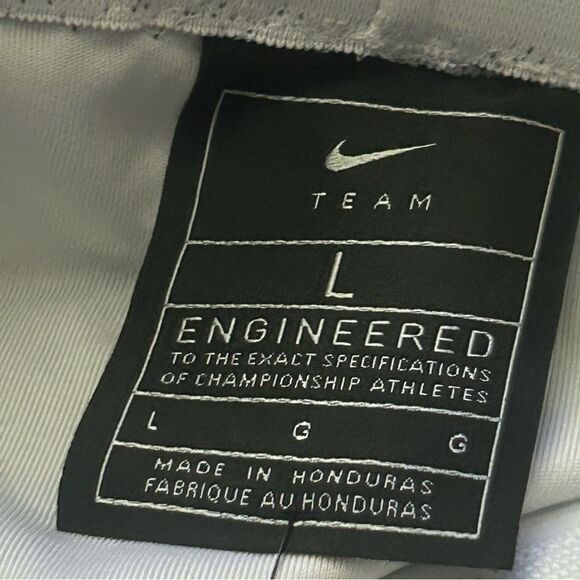 TEAM
L
ENGINEERED
TO THE EXACT SPECIFICATIONS
OF CHAMPIONSHIP ATHLETES
L G G
MADE IN HONDURAS
FABRIQUE AU HONDURAS